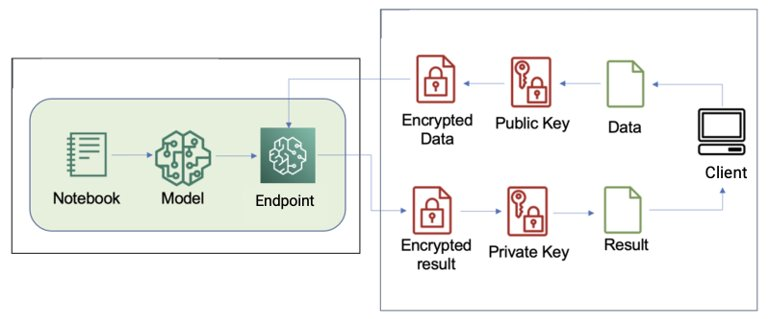 Encrypted
Data
Public Key
Data
Client
Notebook
Model
Endpoint
Encrypted
result
Private Key
Result